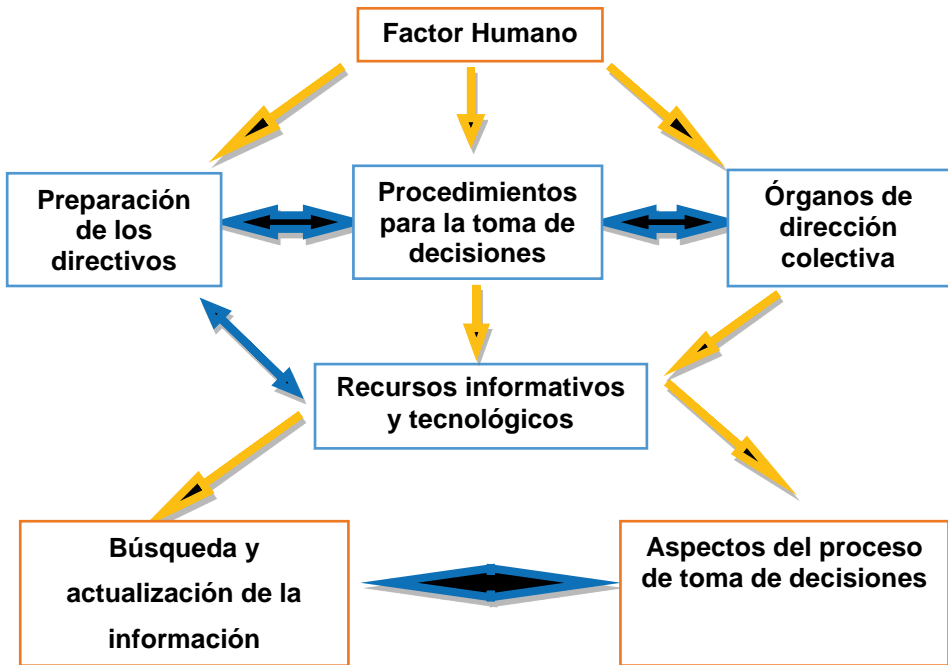 Factor Humano
Preparación
de los
directivos
Procedimientos
para la toma de
decisiones
Órganos de
dirección
colectiva
Recursos informativos
y tecnológicos
Búsqueda y
actualización de la
información
Aspectos del proceso
de toma de decisiones